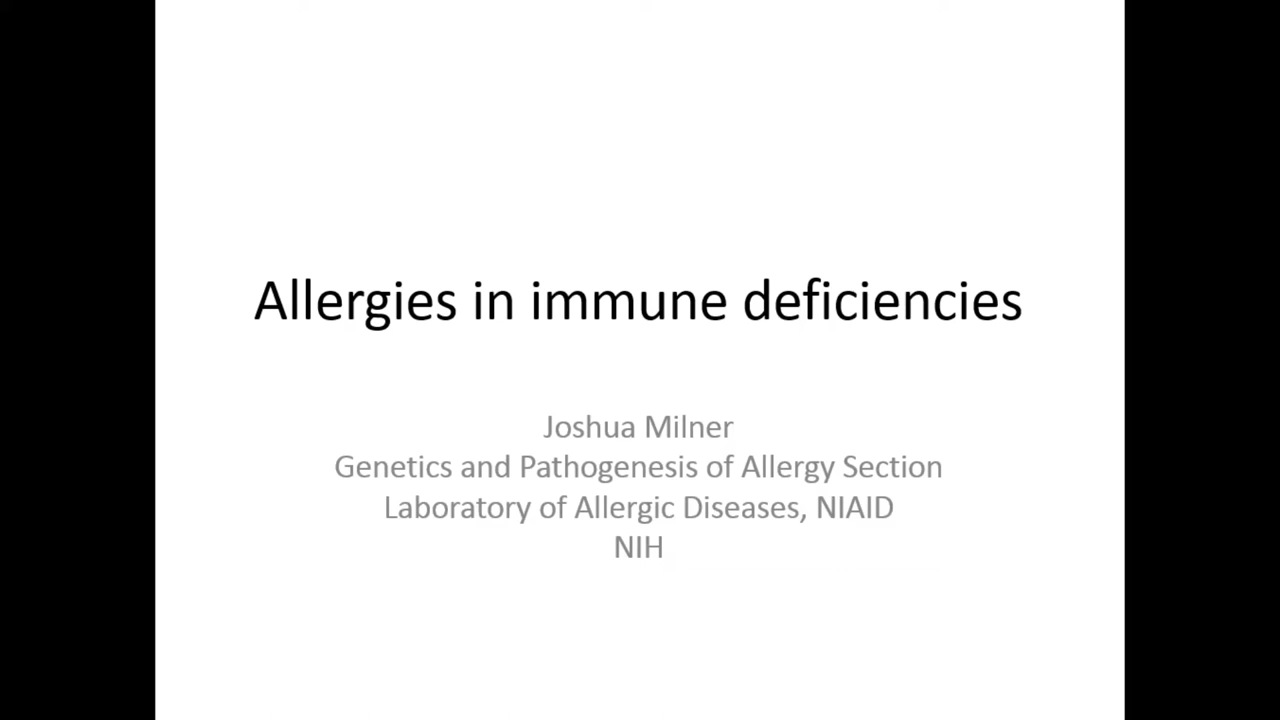 Allergies in immune deficiencies
Joshua Milner
Genetics and Pathogenesis of Allergy Section
Laboratory of Allergic Diseases, NIAID
NIH